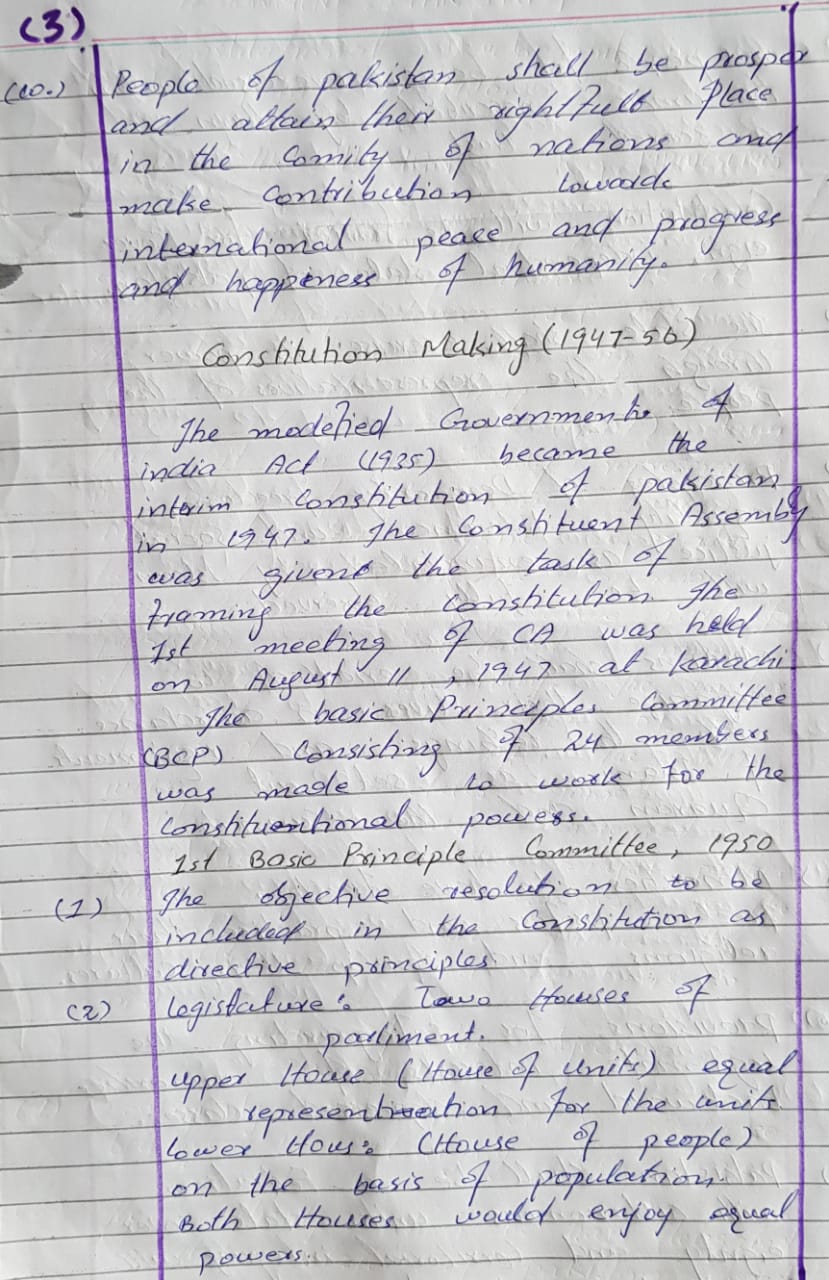 (3)
(10.) People of pakistan shall be prosper
and attain their rightfull Place
in the Comity of nations and
make Contribution towards
international peace and progress
and happeness of humanity.
Constitution Making (1947-56)
The modefied Government of
india Act (1935) became the
interim Constitution of pakistan
in 1947. The Constituent Assembly
was given the task of
framing the Constitution The
1st meeting of CA was held
on August 11, 1947 at Karachi
The basic Principles Committee
(BCP) Consisting of 24 members
was made to work for the
Constituentional powers.
1st Basic Principle Committee, 1950
(1) The objective resolution to be
included in the Constitution as
directive principles.
(2) Legislature: Two Houses of
parliment.
upper House (House of Units) equal
representation for the units
lower House (House of people)
on the basis of population.
Both Houses would enjoy equal
powers.